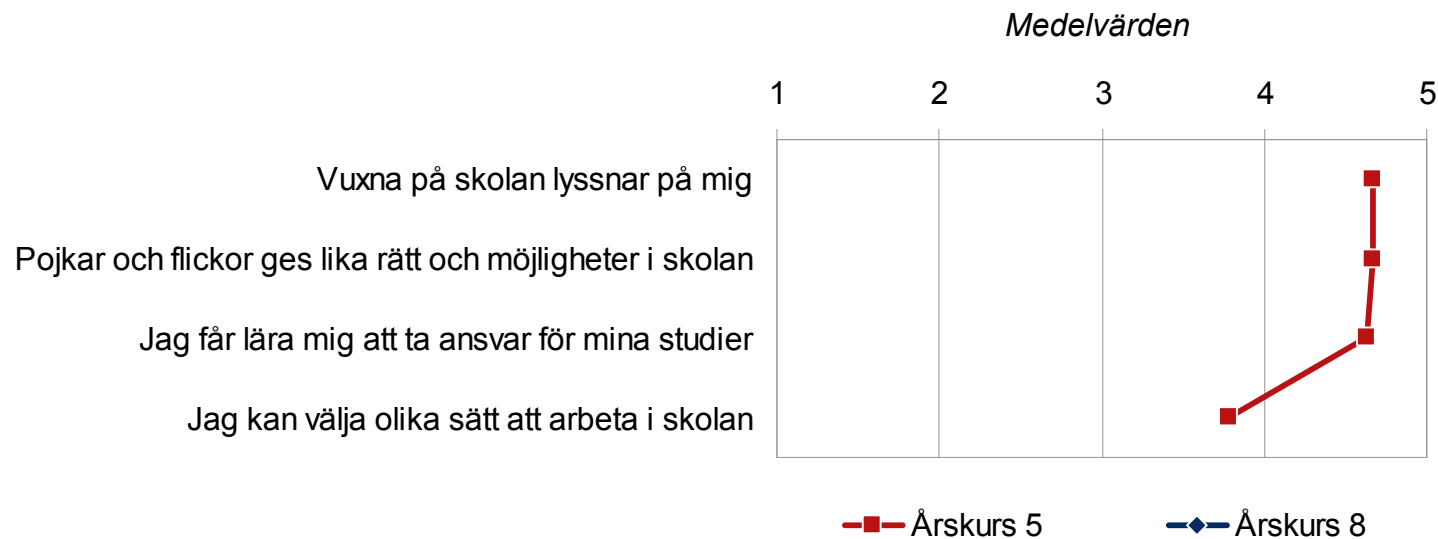 Medelvärden
1 2 3 4 5
Vuxna på skolan lyssnar på mig
Pojkar och flickor ges lika rätt och möjligheter i skolan
Jag får lära mig att ta ansvar för mina studier
Jag kan välja olika sätt att arbeta i skolan
Årskurs 5 Årskurs 8